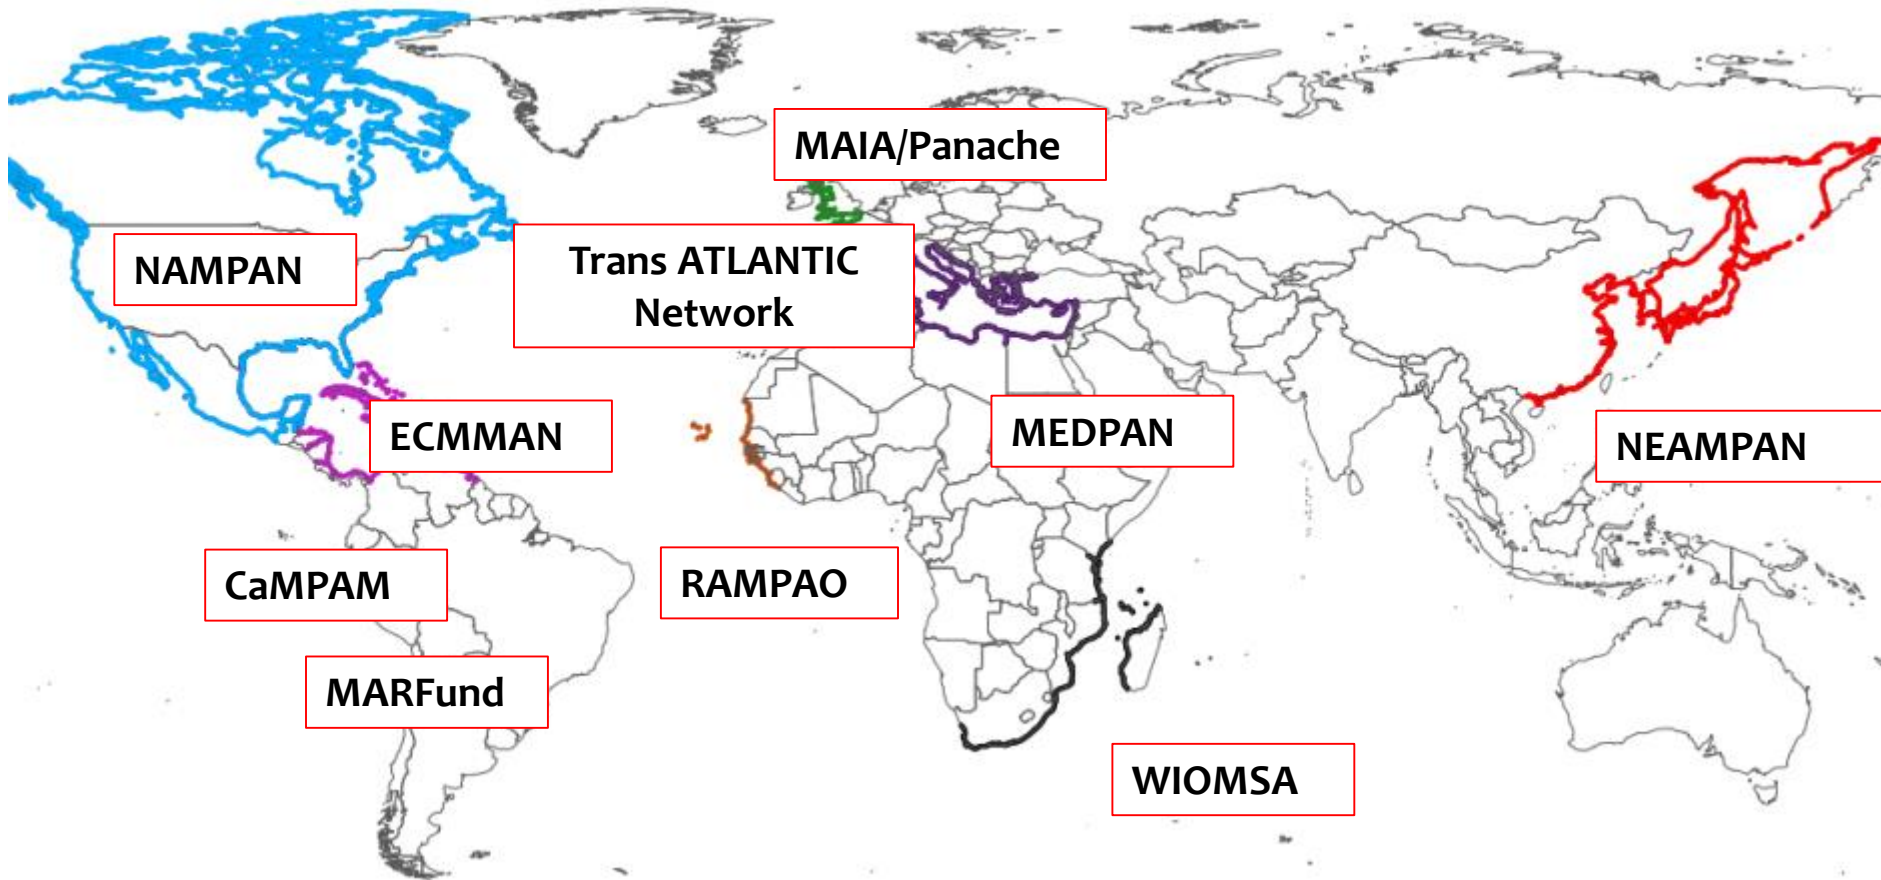 MAIA/Panache
NAMPAN
Trans ATLANTIC
Network
ECMMAN
MEDPAN
NEAMPAN
CaMPAM
RAMPAO
MARFund
WIOMSA